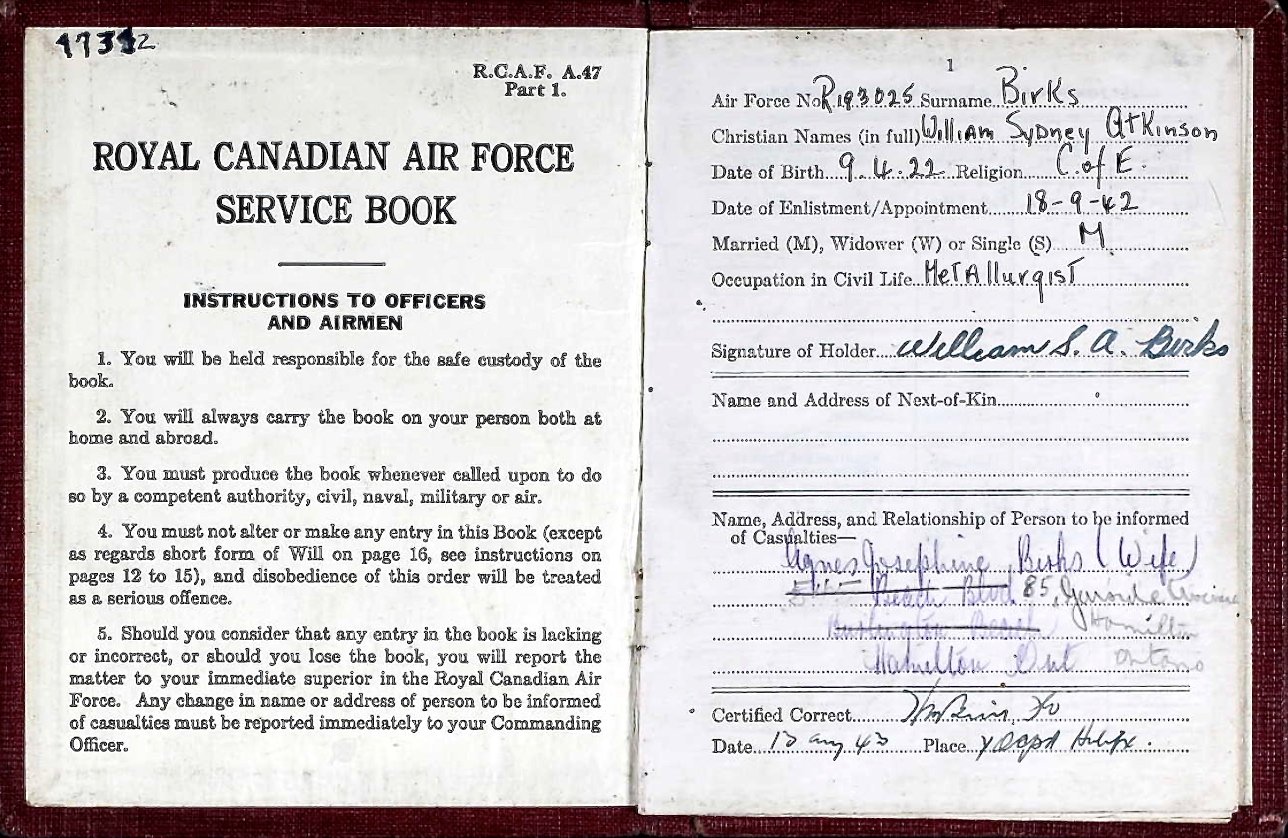 17312
R.C.A.F. A.47
Part 1.
ROYAL CANADIAN AIR FORCE
SERVICE BOOK
INSTRUCTIONS TO OFFICERS
AND AIRMEN
1. You will be held responsible for the safe custody of the
book.
2. You will always carry the book on your person both at
home and abroad.
3. You must produce the book whenever called upon to do
so by a competent authority, civil, naval, military or air.
4. You must not alter or make any entry in this Book (except
as regards short form of Will on page 16, see instructions on
pages 12 to 15), and disobedience of this order will be treated
as a serious offence.
5. Should you consider that any entry in the book is lacking
or incorrect, or should you lose the book, you will report the
matter to your immediate superior in the Royal Canadian Air
Force. Any change in name or address of person to be informed
of casualties must be reported immediately to your Commanding
Officer.
1
Air Force No. R193025 Surname Birks
Christian Names (in full) William Sydney Atkinson
Date of Birth 9.4.22 Religion C. of E.
Date of Enlistment/Appointment 18-9-42
Married (M), Widower (W) or Single (S) M
Occupation in Civil Life Metallurgist
Signature of Holder William S. A. Birks
Name and Address of Next-of-Kin
Name, Address, and Relationship of Person to be informed
of Casualties—
Agnes Josephine Birks (Wife)
Beach Blvd 85,
Burlington Beach Hamilton
Hamilton Ont Ontario
Certified Correct
Date 13 Aug 43 Place Halifx.